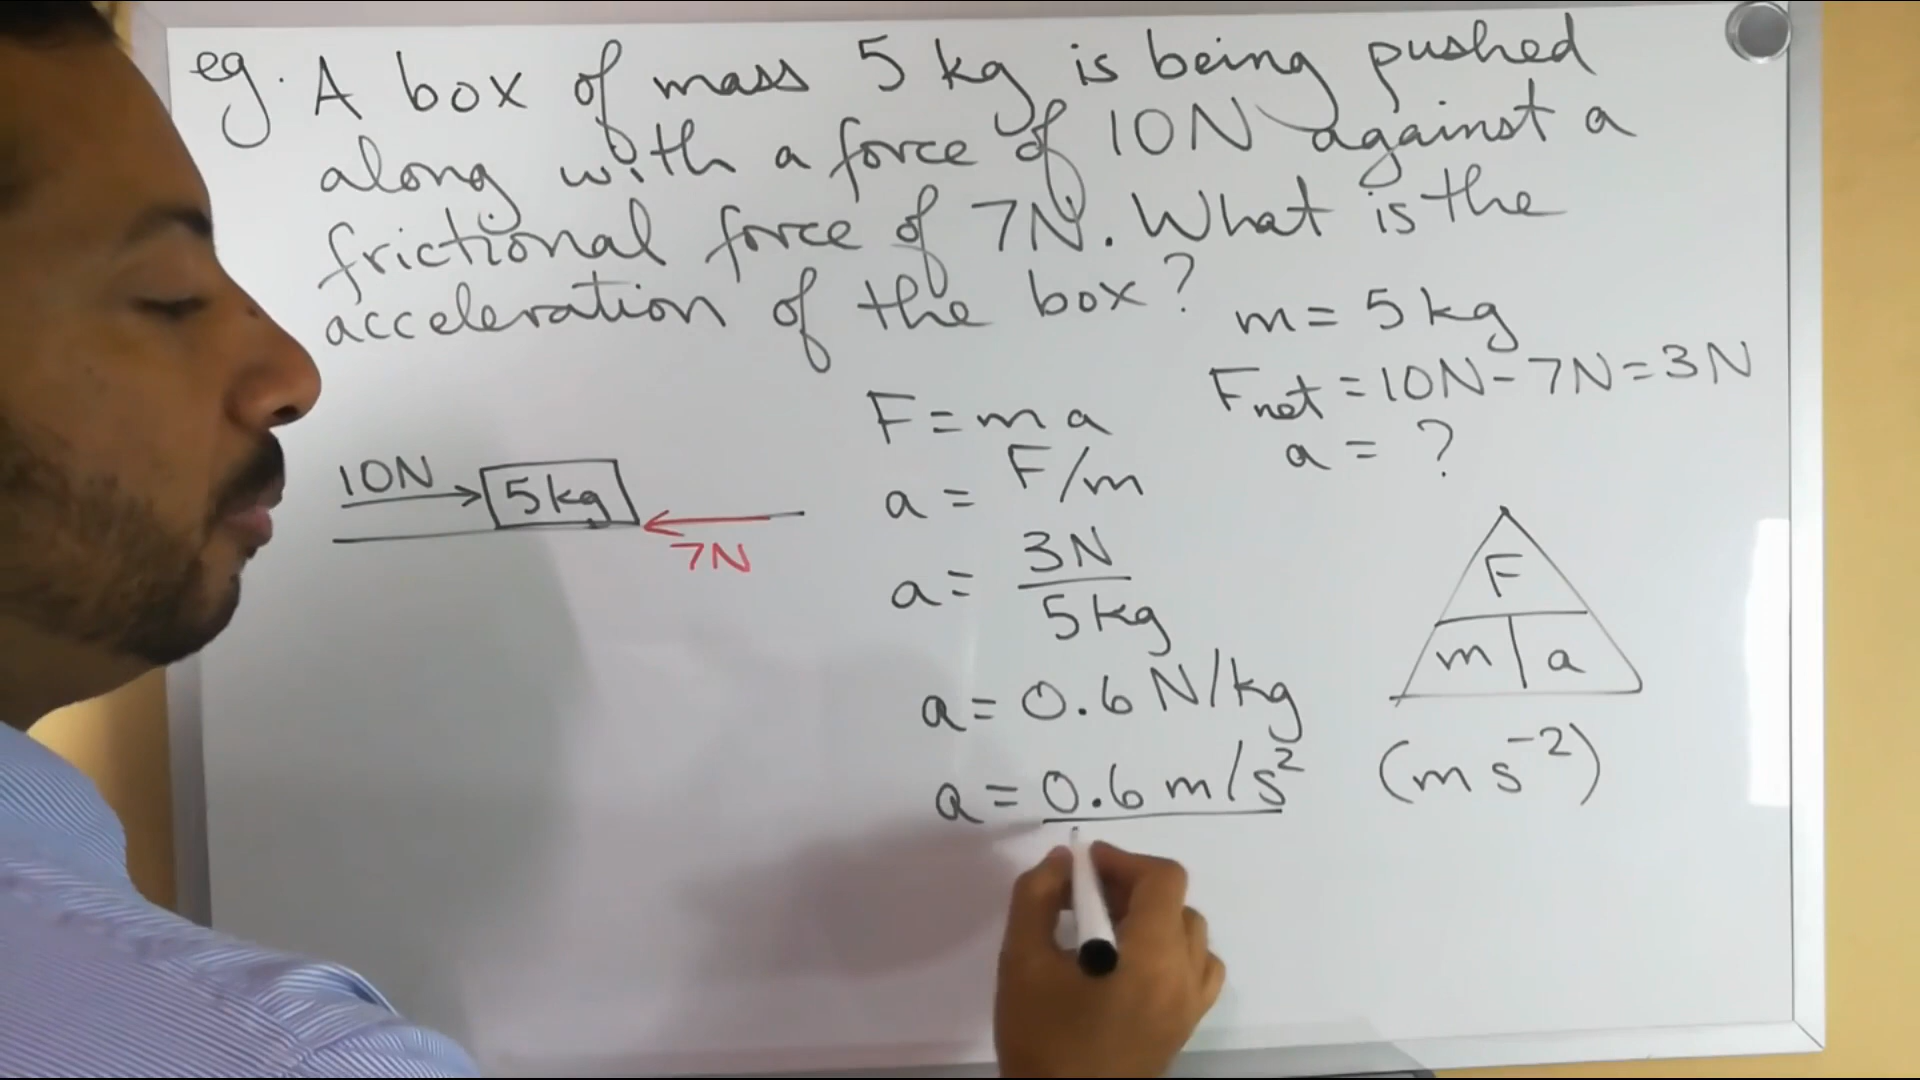 eg. A box of mass 5 kg is being pushed
along with a force of 10N against a
frictional force of 7N. What is the
acceleration of the box?
m = 5 kg
Fnet = 10N - 7N = 3N
a = ?
10N
5kg
7N
F = m a
a = F/m
a = 3N
5kg
a = 0.6 N/kg
a = 0.6 m/s²
F
m
a
(m s⁻²)